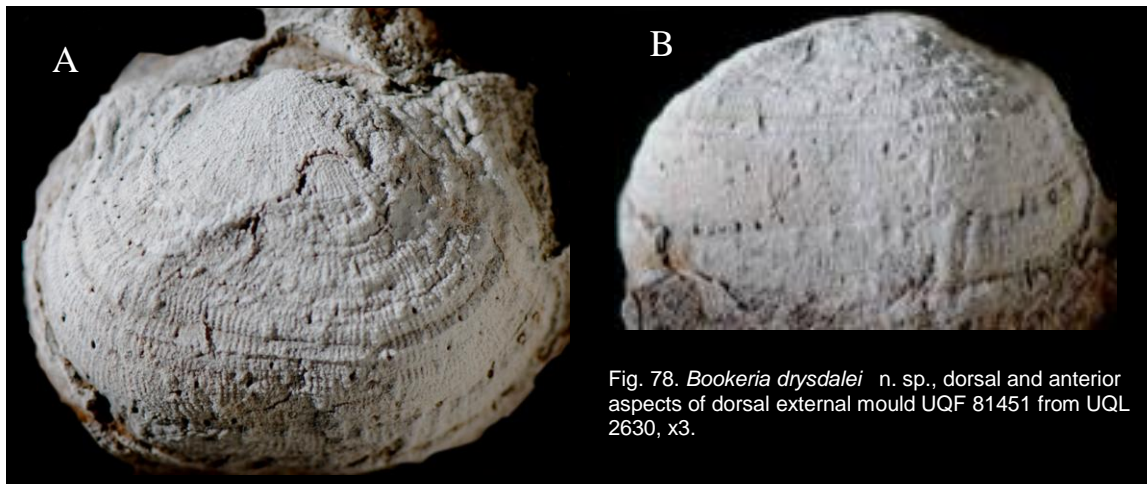 A
B
Fig. 78. Bookeria drysdalei n. sp., dorsal and anterior
aspects of dorsal external mould UQF 81451 from UQL
2630, x3.